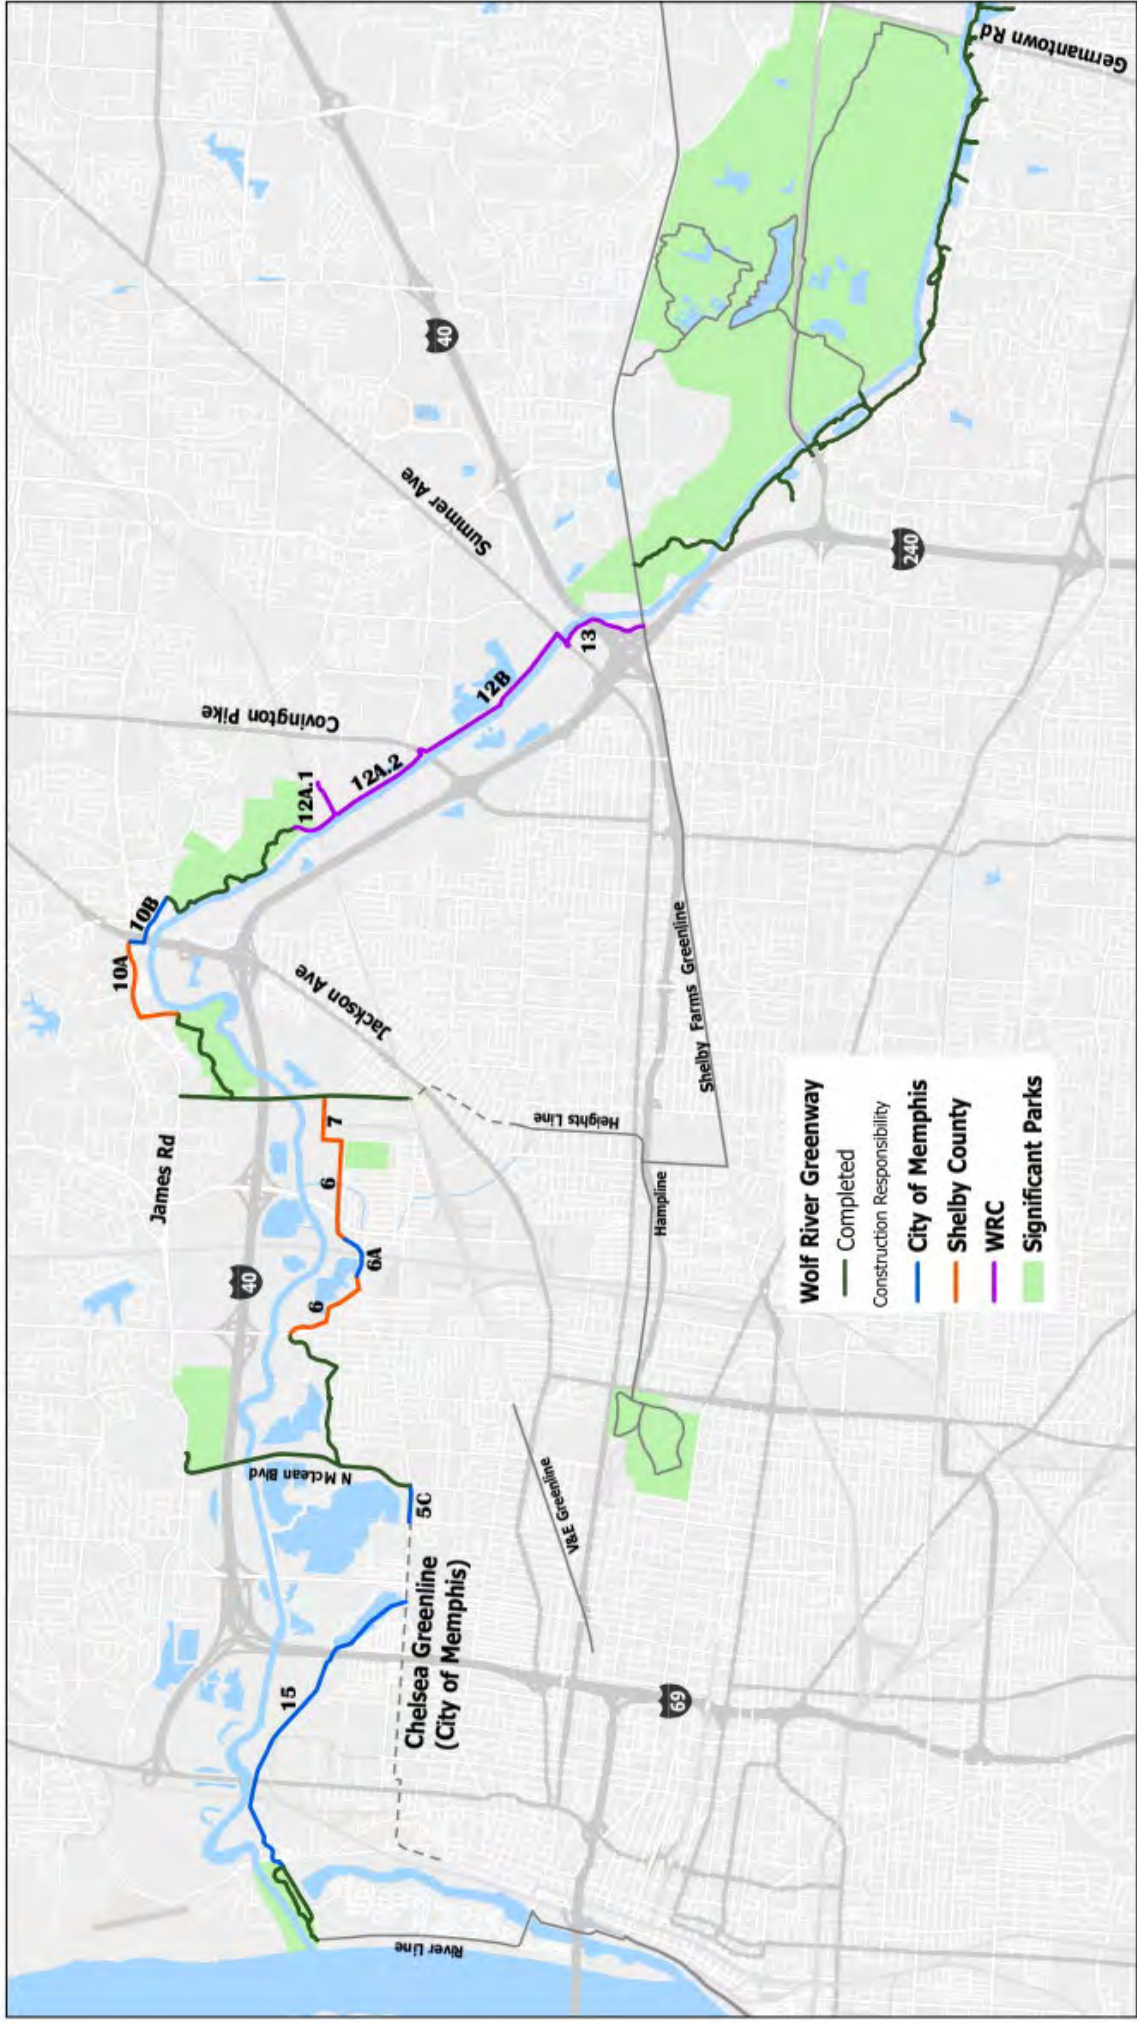 James Rd
10A
10B
12A.1
12A.2
12B
13
Covington Pike
Summer Ave
40
Germantown Rd
240
Jackson Ave
7
6
6A
6
40
N McLean Blvd
5C
Chelsea Greenline
(City of Memphis)
15
V&E Greenline
69
River Line
Heights Line
Hampline
Shelby Farms Greenline
Wolf River Greenway
Completed
Construction Responsibility
City of Memphis
Shelby County
WRC
Significant Parks